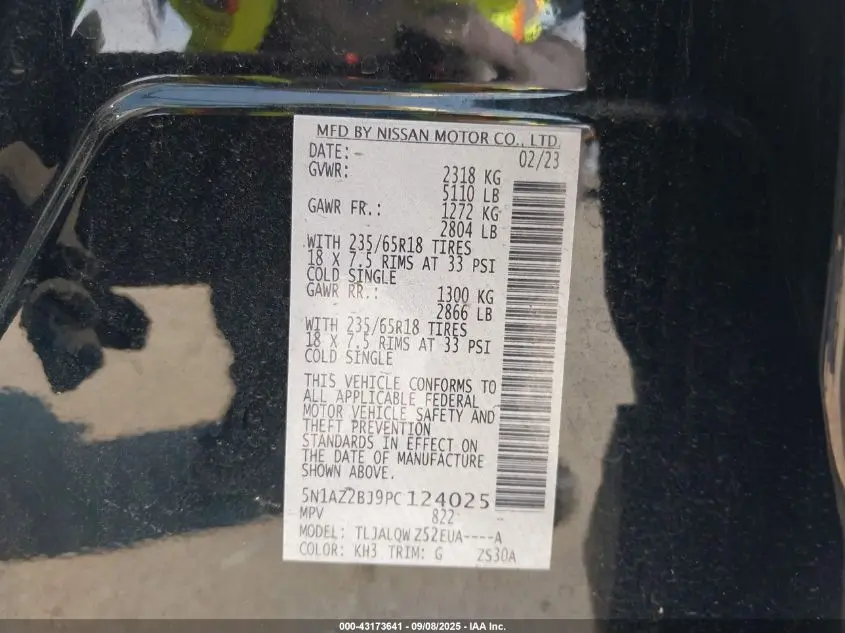 MFD BY NISSAN MOTOR CO., LTD.
DATE:- 02/23
GVWR: 2318 KG
5110 LB
GAWR FR.: 1272 KG
2804 LB
WITH 235/65R18 TIRES
18 X 7.5 RIMS AT 33 PSI
COLD SINGLE
GAWR RR.: 1300 KG
2866 LB
WITH 235/65R18 TIRES
18 X 7.5 RIMS AT 33 PSI
COLD SINGLE
THIS VEHICLE CONFORMS TO
ALL APPLICABLE FEDERAL
MOTOR VEHICLE SAFETY AND
THEFT PREVENTION
STANDARDS IN EFFECT ON
THE DATE OF MANUFACTURE
SHOWN ABOVE.
5N1AZ2BJ9PC124025
MPV 822
MODEL: TLJALQW Z52EUA----A
COLOR: KH3 TRIM: G ZS30A
000-43173641 - 09/08/2025 - IAA Inc.